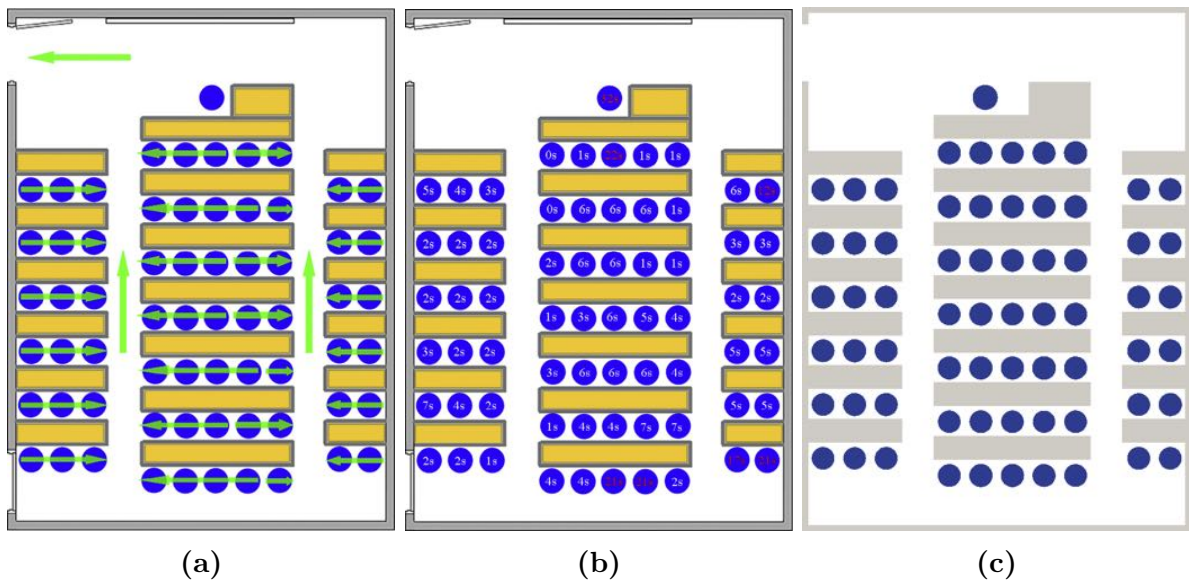 52s
0s 1s 22s 1s 1s
5s 4s 3s
6s 12s
0s 6s 6s 6s 1s
2s 2s 2s
3s 3s
2s 6s 6s 1s 1s
2s 2s 2s
2s 2s
1s 3s 6s 5s 4s
3s 2s 2s
5s 5s
3s 6s 6s 6s 4s
7s 4s 2s
5s 5s
1s 4s 4s 7s 7s
2s 2s 1s
4s 4s 2s
(a) (b) (c)